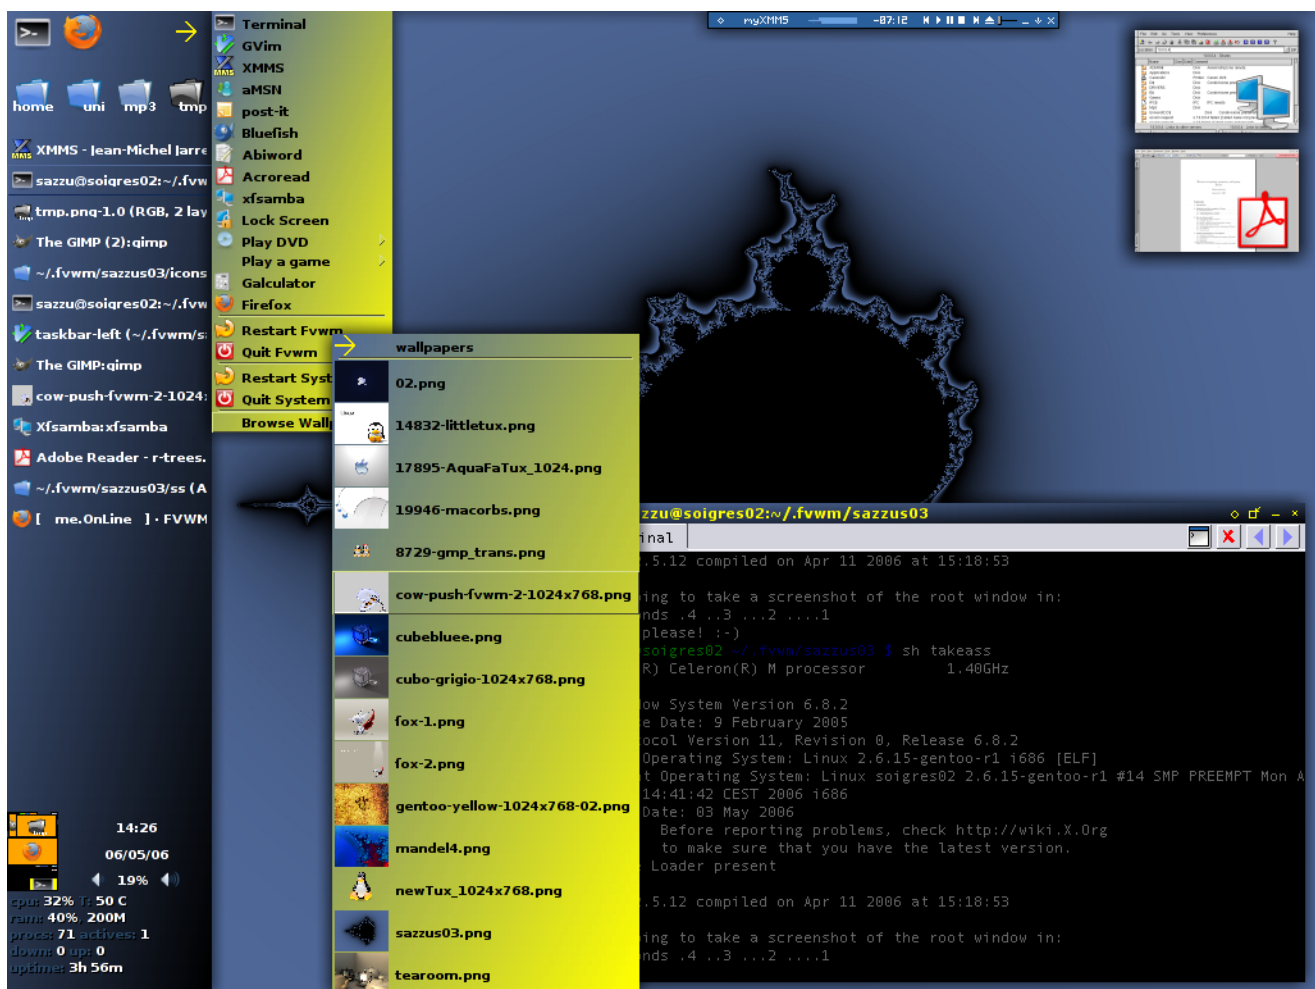 home uni mp3 tmp
XMMS - Jean-Michel Jarre
sazzu@soigres02:~/.fvw
tmp.png-1.0 (RGB, 2 lay
The GIMP (2):gimp
~/.fvwm/sazzus03/icons
sazzu@soigres02:~/.fvw
taskbar-left (~/.fvwm/s
The GIMP:gimp
cow-push-fvwm-2-1024
Xfsamba:xfsamba
Adobe Reader - r-trees.
~/.fvwm/sazzus03/ss (A
[ me.OnLine ] · FVWM
14:26
06/05/06
19%
cpu: 32% T: 50 C
ram: 40%, 200M
procs: 71 actives: 1
down: 0 up: 0
uptime: 3h 56m
Terminal
GVim
XMMS
aMSN
post-it
Bluefish
Abiword
Acroread
xfsamba
Lock Screen
Play DVD
Play a game
Galculator
Firefox
Restart Fvwm
Quit Fvwm
Restart Syst
Quit System
Browse Wall
wallpapers
02.png
14832-littletux.png
17895-AquaFaTux_1024.png
19946-macorbs.png
8729-gmp_trans.png
cow-push-fvwm-2-1024x768.png
cubebluee.png
cubo-grigio-1024x768.png
fox-1.png
fox-2.png
gentoo-yellow-1024x768-02.png
mandel4.png
newTux_1024x768.png
sazzus03.png
tearoom.png
myXMMS -07:12
zzu@soigres02:~/.fvwm/sazzus03
inal
.5.12 compiled on Apr 11 2006 at 15:18:53
ing to take a screenshot of the root window in:
nds .4 ..3 ...2 ....1
please! :-)
soigres02 ~/.fvwm/sazzus03 $ sh takeass
R) Celeron(R) M processor 1.40GHz
ow System Version 6.8.2
e Date: 9 February 2005
ocol Version 11, Revision 0, Release 6.8.2
Operating System: Linux 2.6.15-gentoo-r1 i686 [ELF]
t Operating System: Linux soigres02 2.6.15-gentoo-r1 #14 SMP PREEMPT Mon A
14:41:42 CEST 2006 i686
Date: 03 May 2006
Before reporting problems, check http://wiki.X.Org
to make sure that you have the latest version.
Loader present
.5.12 compiled on Apr 11 2006 at 15:18:53
ing to take a screenshot of the root window in:
nds .4 ..3 ...2 ....1